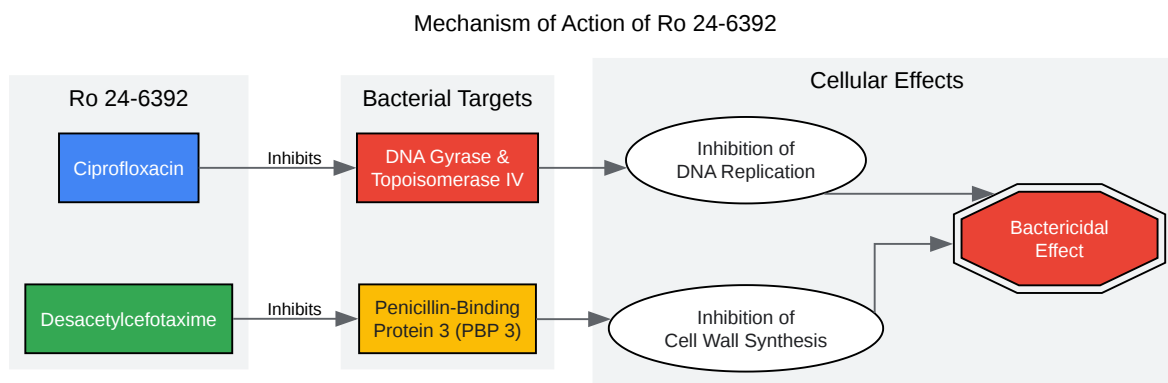 Mechanism of Action of Ro 24-6392
Ro 24-6392
Bacterial Targets
Cellular Effects
Ciprofloxacin
Inhibits
DNA Gyrase &
Topoisomerase IV
Inhibition of
DNA Replication
Bactericidal
Effect
Desacetylcefotaxime
Inhibits
Penicillin-Binding
Protein 3 (PBP 3)
Inhibition of
Cell Wall Synthesis